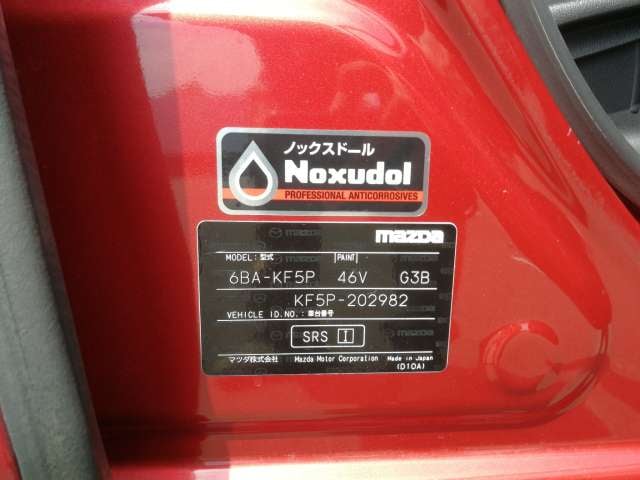 ノックスドール
Noxudol
PROFESSIONAL ANTICORROSIVES
mazda
MODEL: 型式 PAINT
6BA-KF5P 46V G3B
KF5P-202982
VEHICLE ID.NO.: 車台番号
SRS I
マツダ株式会社 Mazda Motor Corporation Made in Japan
(D10A)